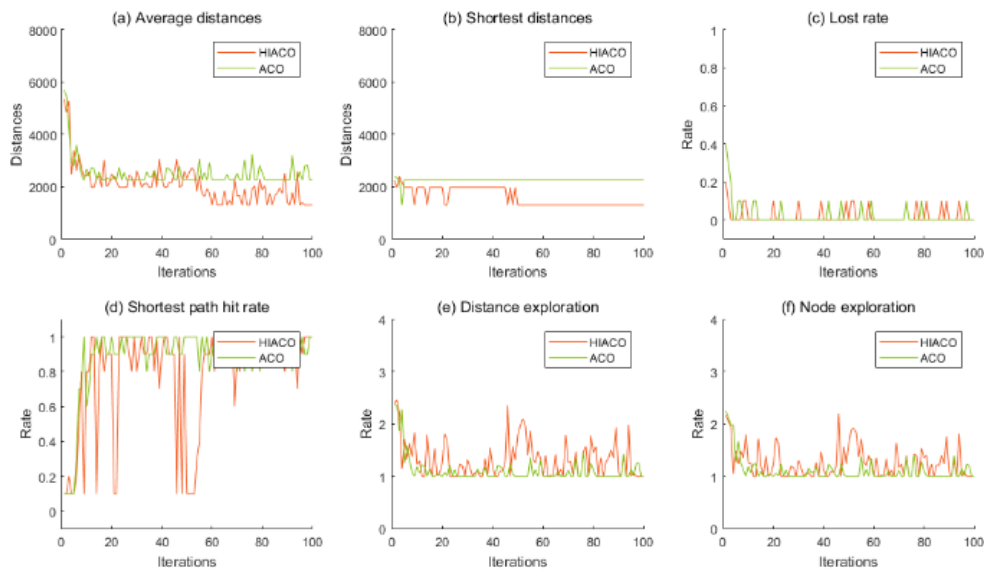 (a) Average distances
8000
6000
4000
2000
0
Distances
HIACO
ACO
0 20 40 60 80 100
Iterations
(b) Shortest distances
8000
6000
4000
2000
0
Distances
HIACO
ACO
0 20 40 60 80 100
Iterations
(c) Lost rate
1
0.8
0.6
0.4
0.2
0
Rate
HIACO
ACO
0 20 40 60 80 100
Iterations
(d) Shortest path hit rate
1
0.8
0.6
0.4
0.2
0
Rate
HIACO
ACO
0 20 40 60 80 100
Iterations
(e) Distance exploration
4
3
2
1
0
Rate
HIACO
ACO
0 20 40 60 80 100
Iterations
(f) Node exploration
4
3
2
1
0
Rate
HIACO
ACO
0 20 40 60 80 100
Iterations